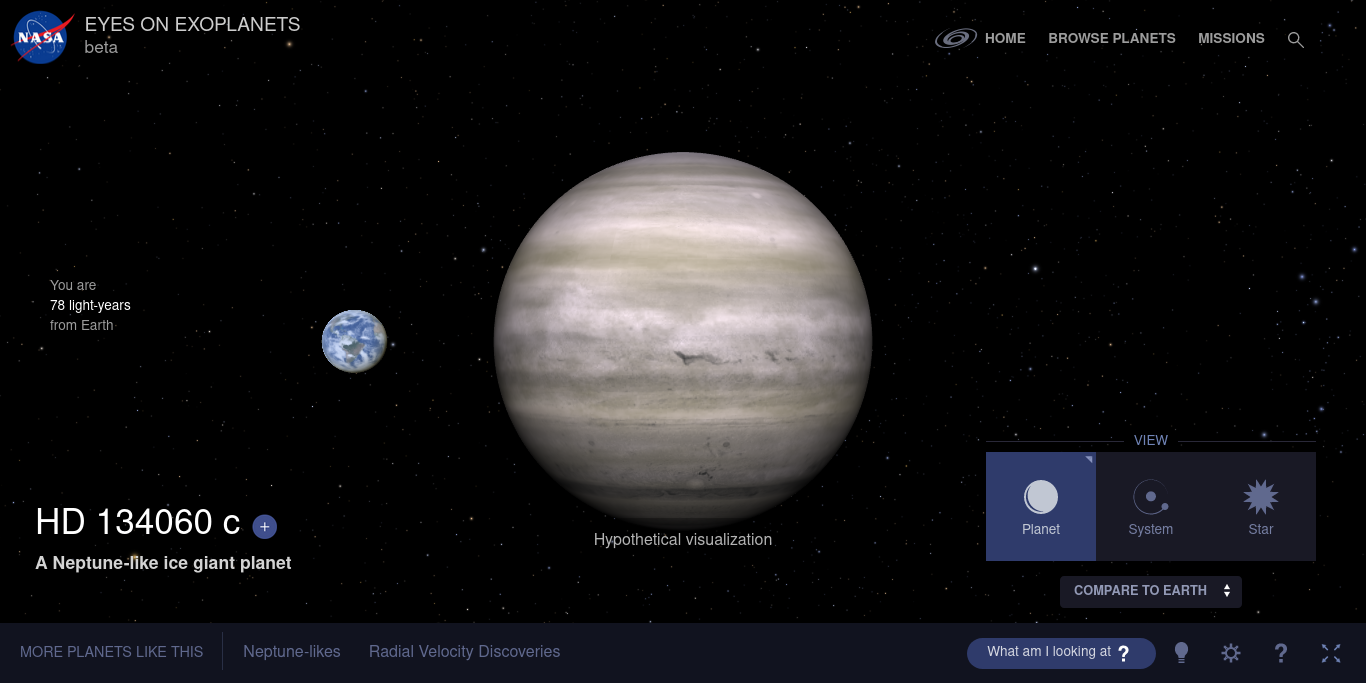 NASA
EYES ON EXOPLANETS
beta
HOME
BROWSE PLANETS
MISSIONS
You are
78 light-years
from Earth
VIEW
Planet
System
Star
HD 134060 c +
A Neptune-like ice giant planet
Hypothetical visualization
COMPARE TO EARTH
MORE PLANETS LIKE THIS
Neptune-likes
Radial Velocity Discoveries
What am I looking at ?
?